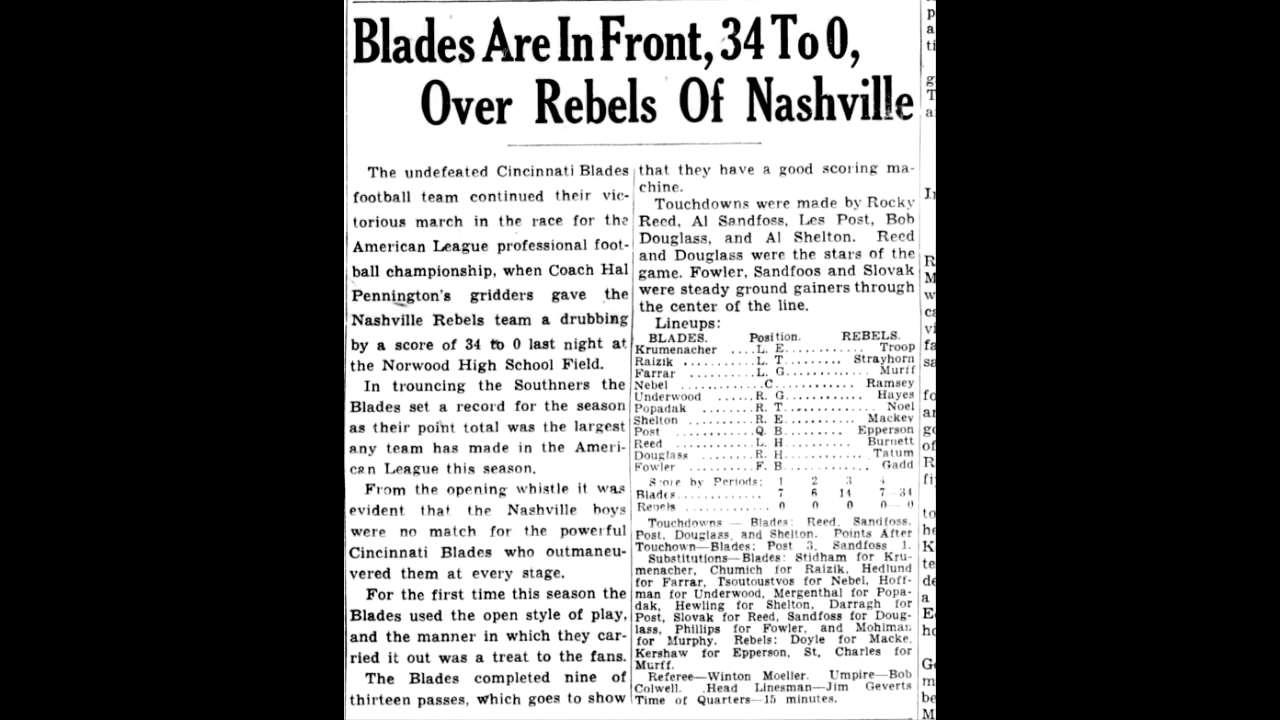 Blades Are In Front, 34 To 0,
Over Rebels Of Nashville
The undefeated Cincinnati Blades
football team continued their vic-
torious march in the race for the
American League professional foot-
ball championship, when Coach Hal
Pennington's gridders gave the
Nashville Rebels team a drubbing
by a score of 34 to 0 last night at
the Norwood High School Field.
In trouncing the Southners the
Blades set a record for the season
as their point total was the largest
any team has made in the Ameri-
can League this season.
From the opening whistle it was
evident that the Nashville boys
were no match for the powerful
Cincinnati Blades who outmaneu-
vered them at every stage.
For the first time this season the
Blades used the open style of play,
and the manner in which they car-
ried it out was a treat to the fans.
The Blades completed nine of
thirteen passes, which goes to show
that they have a good scoring ma-
chine.
Touchdowns were made by Rocky
Reed, Al Sandfoss, Les Post, Bob
Douglass, and Al Shelton. Reed
and Douglass were the stars of the
game. Fowler, Sandfoos and Slovak
were steady ground gainers through
the center of the line.
Lineups:
BLADES. Position. REBELS.
Krumenacher ....L. E............ Troop
Raizik ..........L. T......... Strayhorn
Farrar .........L. G............. Murff
Nebel ............C............ Ramsey
Underwood ......R. G............ Hayes
Popadak ........R. T............. Noel
Shelton .........R. E........... Mackey
Post ...........Q. B......... Epperson
Reed ...........L. H.......... Burnett
Douglass ........R. H........... Tatum
Fowler .........F. B............ Gadd
Score by Periods: 1 2 3 4
Blades............. 7 6 14 7—34
Rebels ............ 0 0 0 0— 0
Touchdowns — Blades: Reed, Sandfoss,
Post, Douglass, and Shelton. Points After
Touchown—Blades: Post 3, Sandfoss 1.
Substitutions—Blades: Stidham for Kru-
menacher, Chumich for Raizik, Hedlund
for Farrar, Tsoutoustvos for Nebel, Hoff-
man for Underwood, Mergenthal for Popa-
dak, Hewling for Shelton, Darragh for
Post, Slovak for Reed, Sandfoss for Doug-
lass, Phillips for Fowler, and Mohlman
for Murphy. Rebels: Doyle for Macke,
Kershaw for Epperson, St. Charles for
Murff.
Referee—Winton Moeller. Umpire—Bob
Colwell. Head Linesman—Jim Geverts
Time of Quarters—15 minutes.